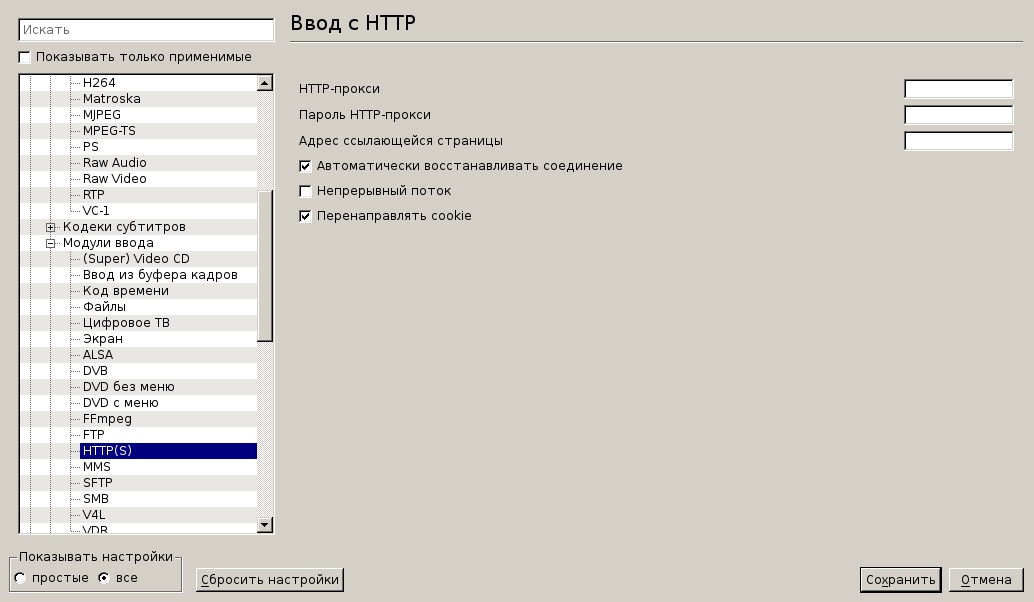 Искать
Показывать только применимые
H264
Matroska
MJPEG
MPEG-TS
PS
Raw Audio
Raw Video
RTP
VC-1
Кодеки субтитров
Модули ввода
(Super) Video CD
Ввод из буфера кадров
Код времени
Файлы
Цифровое ТВ
Экран
ALSA
DVB
DVD без меню
DVD с меню
FFmpeg
FTP
HTTP(S)
MMS
SFTP
SMB
V4L
VDR
Показывать настройки
простые все
Сбросить настройки
Ввод с HTTP
HTTP-прокси
Пароль HTTP-прокси
Адрес ссылающейся страницы
Автоматически восстанавливать соединение
Непрерывный поток
Перенаправлять cookie
Сохранить
Отмена